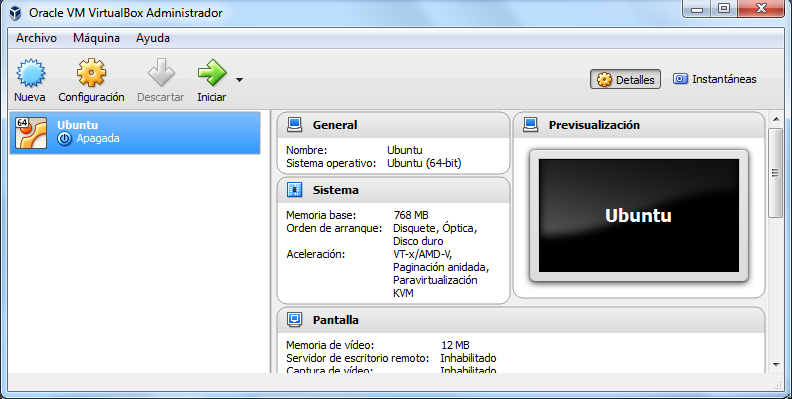 Oracle VM VirtualBox Administrador
Archivo Máquina Ayuda
Nueva Configuración Descartar Iniciar
Detalles Instantáneas
64
Ubuntu
Apagada
General
Nombre: Ubuntu
Sistema operativo: Ubuntu (64-bit)
Previsualización
Ubuntu
Sistema
Memoria base: 768 MB
Orden de arranque: Disquete, Óptica,
Disco duro
Aceleración: VT-x/AMD-V,
Paginación anidada,
Paravirtualización
KVM
Pantalla
Memoria de vídeo: 12 MB
Servidor de escritorio remoto: Inhabilitado
Captura de vídeo: Inhabilitado